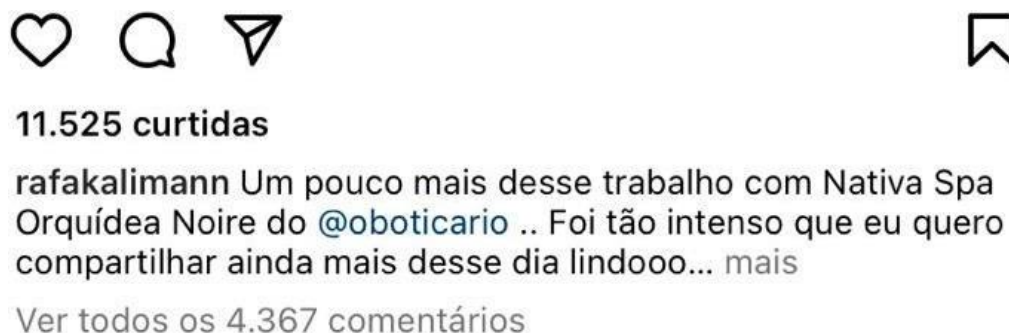 11.525 curtidas
rafakalimann Um pouco mais desse trabalho com Nativa Spa
Orquídea Noire do @oboticario .. Foi tão intenso que eu quero
compartilhar ainda mais desse dia lindooo... mais
Ver todos os 4.367 comentários